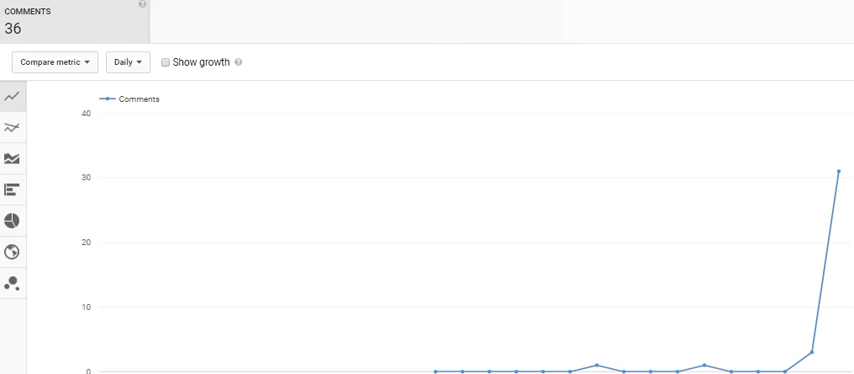 COMMENTS
36
Compare metric
Daily
Show growth
Comments
40
30
20
10
0